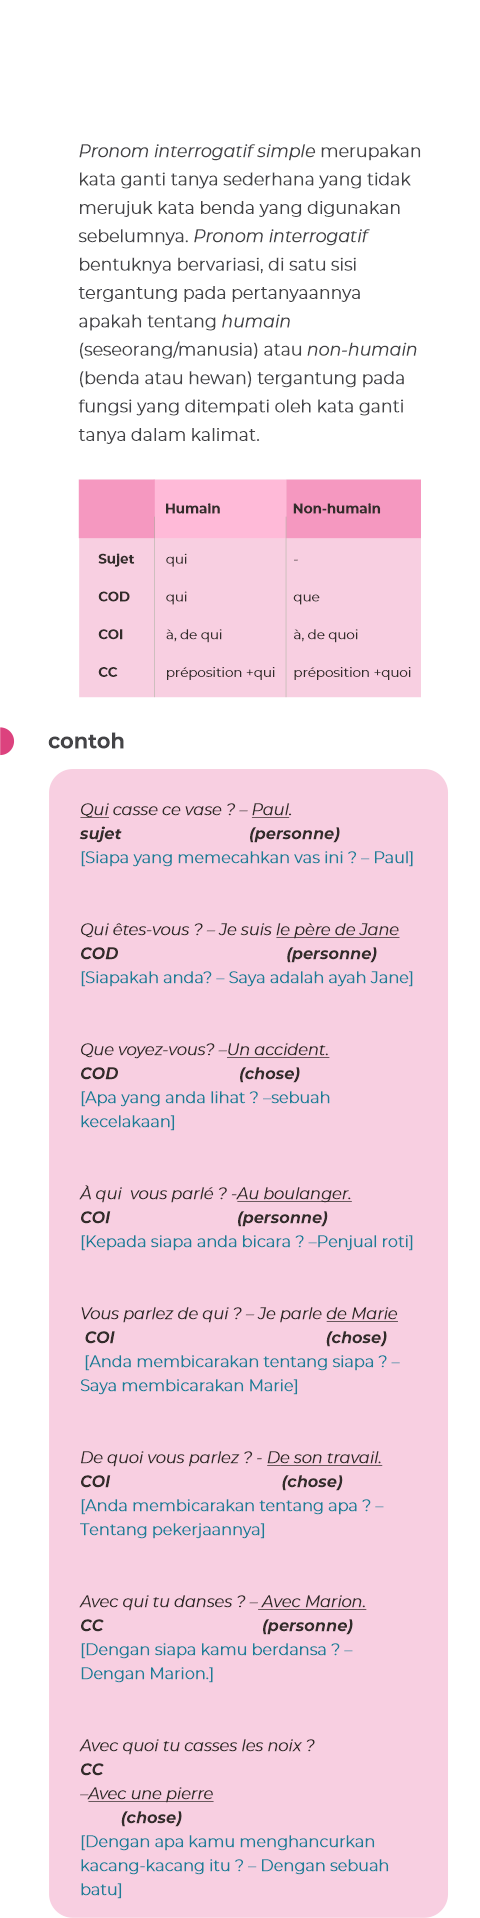 Pronom interrogatif simple merupakan
kata ganti tanya sederhana yang tidak
merujuk kata benda yang digunakan
sebelumnya. Pronom interrogatif
bentuknya bervariasi, di satu sisi
tergantung pada pertanyaannya
apakah tentang humain
(seseorang/manusia) atau non-humain
(benda atau hewan) tergantung pada
fungsi yang ditempati oleh kata ganti
tanya dalam kalimat.
Humain Non-humain
Sujet qui -
COD qui que
COI à, de qui à, de quoi
CC préposition +qui préposition +quoi
contoh
Qui casse ce vase ? – Paul.
sujet (personne)
[Siapa yang memecahkan vas ini ? – Paul]
Qui êtes-vous ? – Je suis le père de Jane
COD (personne)
[Siapakah anda? – Saya adalah ayah Jane]
Que voyez-vous? –Un accident.
COD (chose)
[Apa yang anda lihat ? –sebuah
kecelakaan]
À qui vous parlé ? -Au boulanger.
COI (personne)
[Kepada siapa anda bicara ? –Penjual roti]
Vous parlez de qui ? – Je parle de Marie
COI (chose)
[Anda membicarakan tentang siapa ? –
Saya membicarakan Marie]
De quoi vous parlez ? - De son travail.
COI (chose)
[Anda membicarakan tentang apa ? –
Tentang pekerjaannya]
Avec qui tu danses ? – Avec Marion.
CC (personne)
[Dengan siapa kamu berdansa ? –
Dengan Marion.]
Avec quoi tu casses les noix ?
CC
–Avec une pierre
(chose)
[Dengan apa kamu menghancurkan
kacang-kacang itu ? – Dengan sebuah
batu]